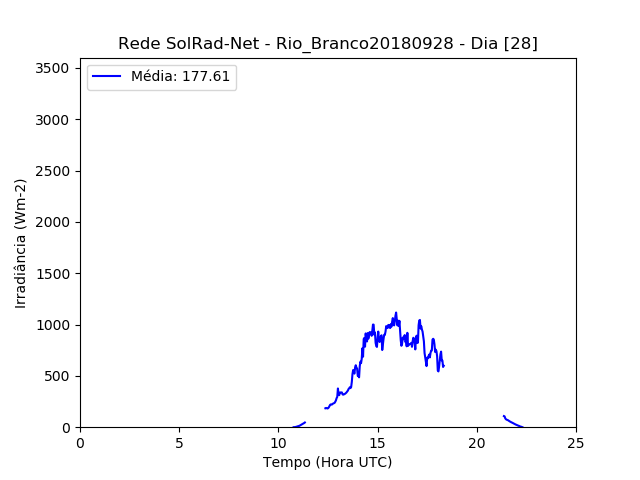 Rede SolRad-Net - Rio_Branco20180928 - Dia [28]
Média: 177.61
3500
3000
2500
2000
1500
1000
500
0
Irradiância (Wm-2)
0 5 10 15 20 25
Tempo (Hora UTC)